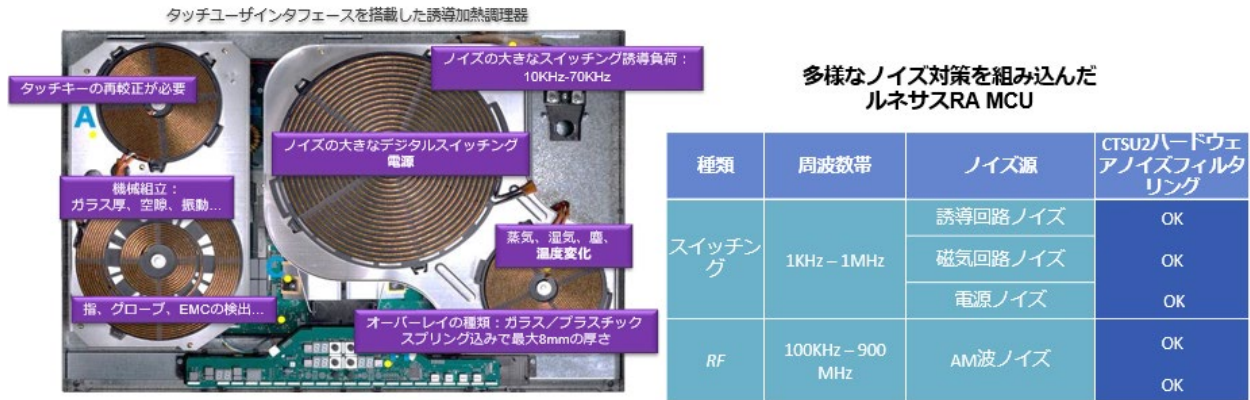 タッチユーザインタフェースを搭載した誘導加熱調理器
ノイズの大きなスイッチング誘導負荷：
10KHz-70KHz
タッチキーの再較正が必要
A
ノイズの大きなデジタルスイッチング
電源
機械組立：
ガラス厚、空隙、振動...
蒸気、湿気、塵、
温度変化
指、グローブ、EMCの検出...
オーバーレイの種類：ガラス／プラスチック
スプリング込みで最大8mmの厚さ
多様なノイズ対策を組み込んだ
ルネサスRA MCU
種類
周波数帯
ノイズ源
CTSU2ハードウェ
アノイズフィルタ
リング
スイッチン
グ
1KHz – 1MHz
誘導回路ノイズ
OK
磁気回路ノイズ
OK
電源ノイズ
OK
RF
100KHz – 900
MHz
AM波ノイズ
OK
OK